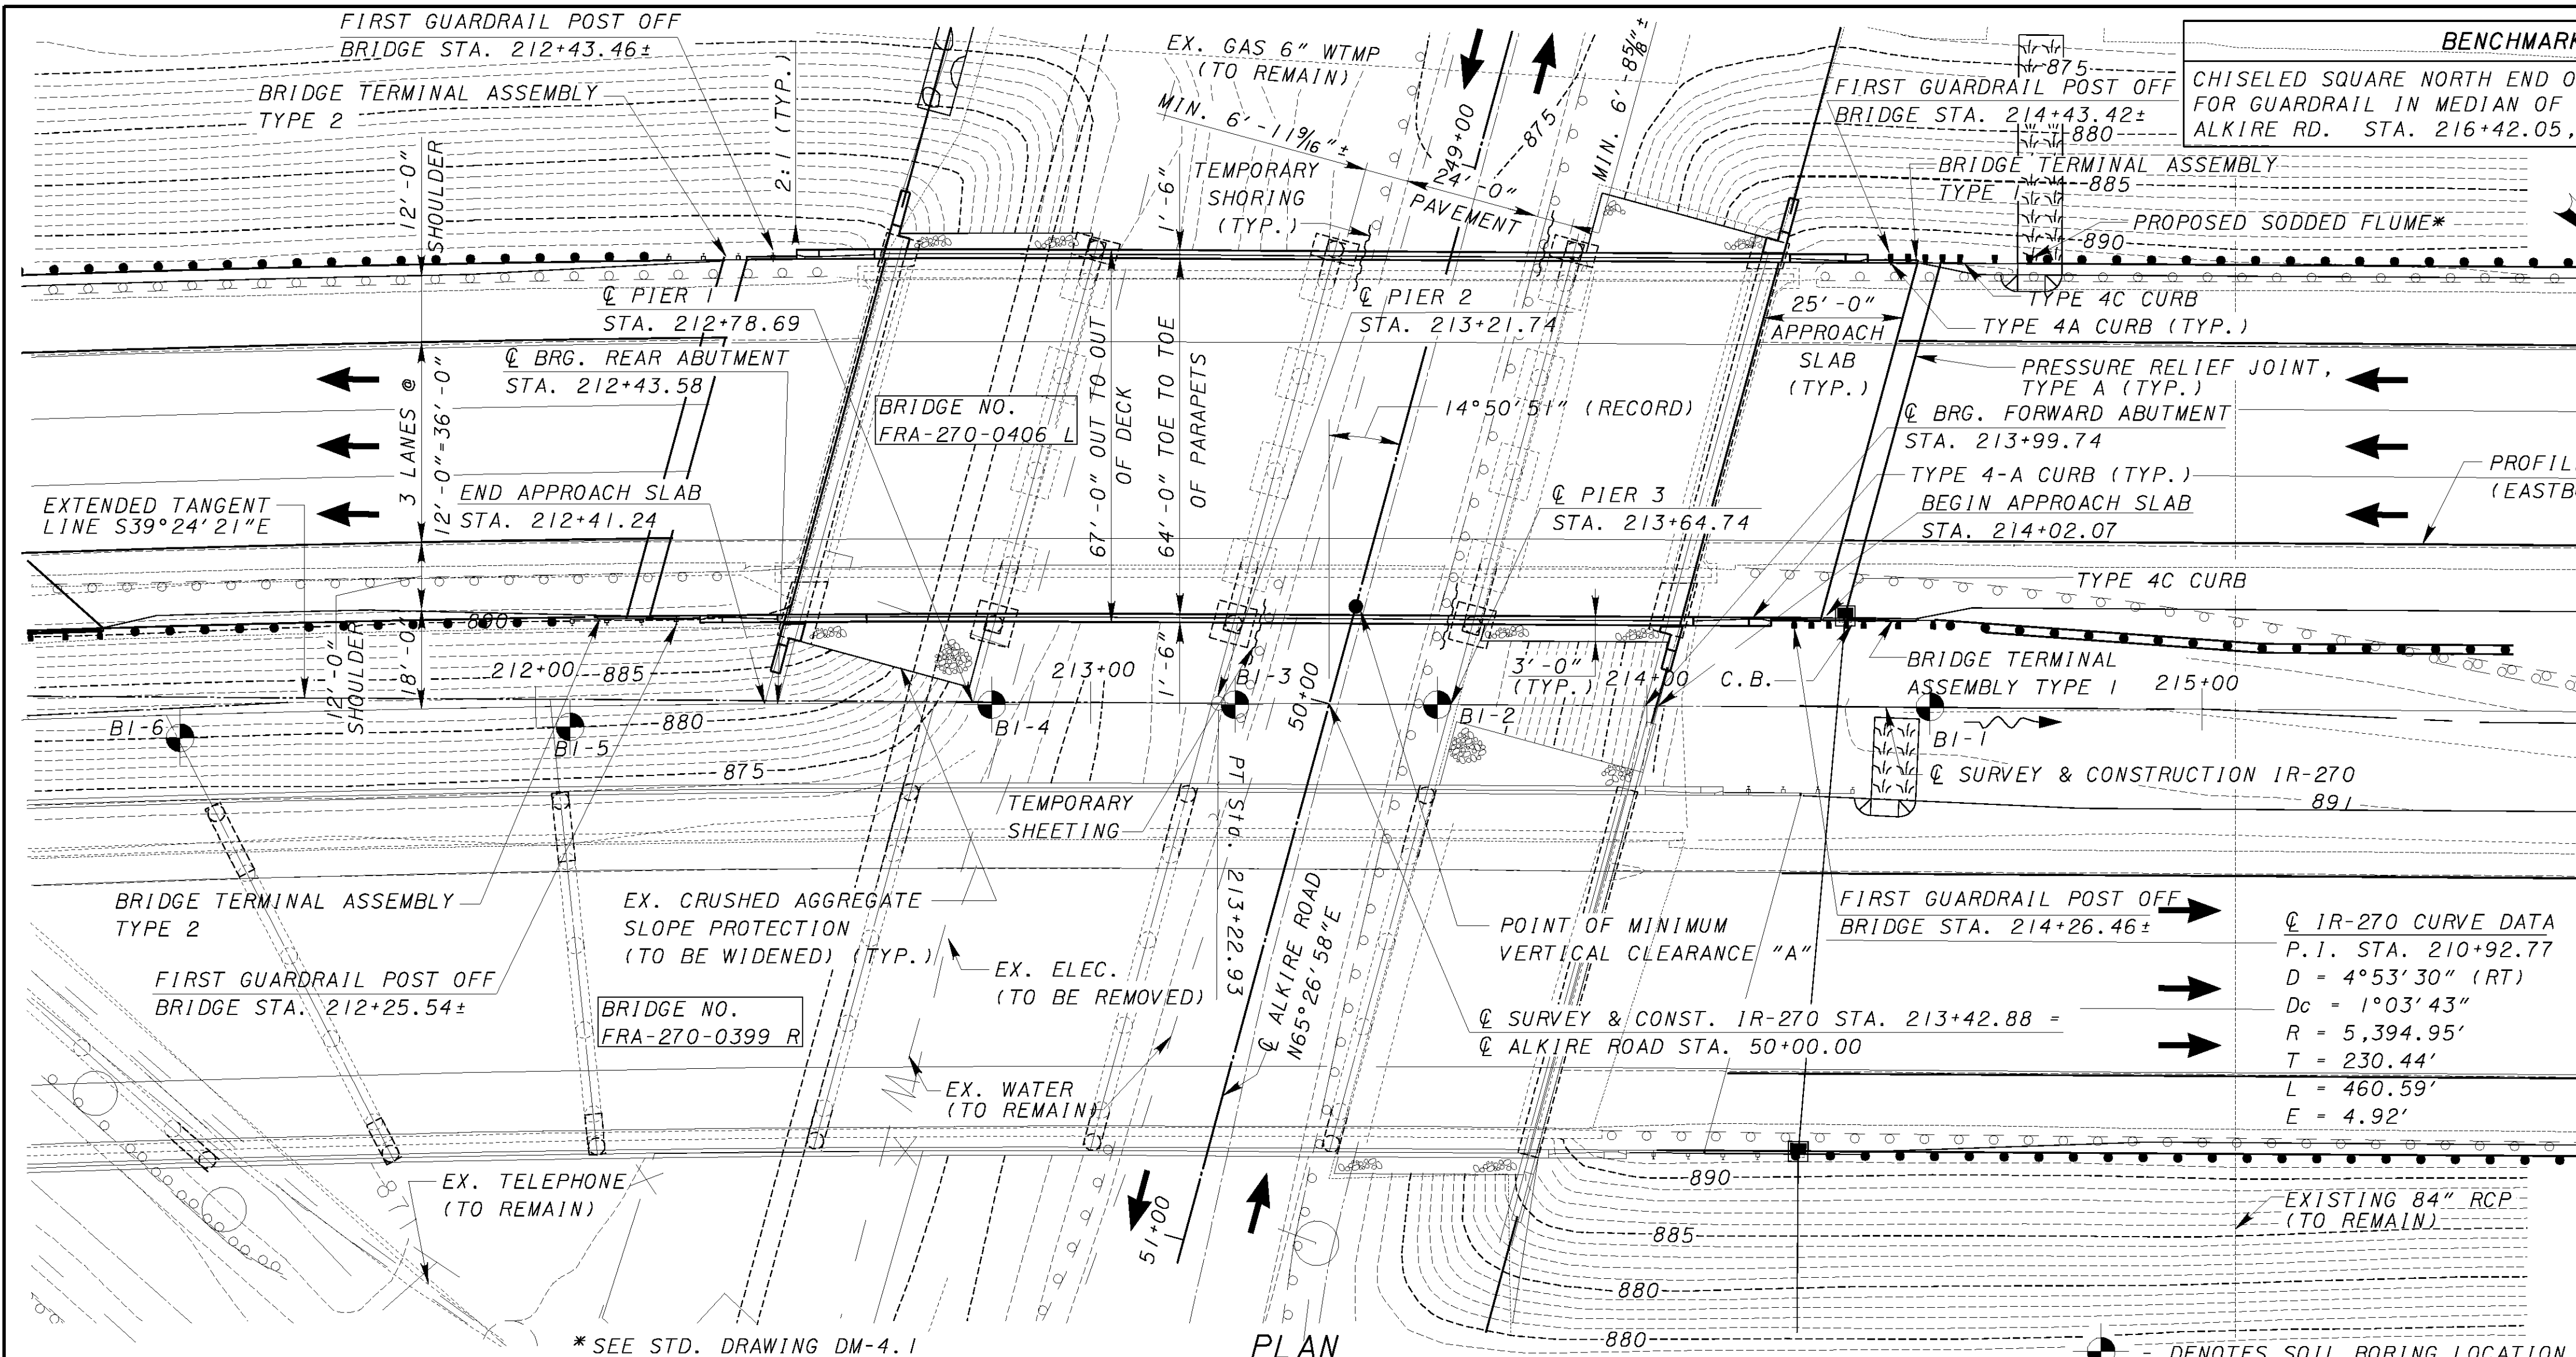 FIRST GUARDRAIL POST OFF
BRIDGE STA. 212+43.46±
BRIDGE TERMINAL ASSEMBLY
TYPE 2
12'-0"
SHOULDER
2:1 (TYP.)
EX. GAS 6" WTMP
(TO REMAIN)
MIN. 6'-11 9/16"±
TEMPORARY
SHORING
(TYP.)
1'-6"
249+00
24'-0"
PAVEMENT
875
MIN. 6'-8 5/8"±
FIRST GUARDRAIL POST OFF
BRIDGE STA. 214+43.42±
875
880
BRIDGE TERMINAL ASSEMBLY
TYPE 1
885
PROPOSED SODDED FLUME*
890
BENCHMARK
CHISELED SQUARE NORTH END O
FOR GUARDRAIL IN MEDIAN OF
ALKIRE RD. STA. 216+42.05,
℄ PIER 1
STA. 212+78.69
℄ PIER 2
STA. 213+21.74
25'-0"
APPROACH
SLAB
(TYP.)
TYPE 4C CURB
TYPE 4A CURB (TYP.)
℄ BRG. REAR ABUTMENT
STA. 212+43.58
3 LANES @
12'-0"=36'-0"
BRIDGE NO.
FRA-270-0406 L
67'-0" OUT TO OUT
OF DECK
64'-0" TOE TO TOE
OF PARAPETS
14°50'51" (RECORD)
PRESSURE RELIEF JOINT,
TYPE A (TYP.)
℄ BRG. FORWARD ABUTMENT
STA. 213+99.74
TYPE 4-A CURB (TYP.)
BEGIN APPROACH SLAB
STA. 214+02.07
PROFIL
(EASTB
EXTENDED TANGENT
LINE S39°24'21"E
END APPROACH SLAB
STA. 212+41.24
℄ PIER 3
STA. 213+64.74
TYPE 4C CURB
890
12'-0"
SHOULDER
18'-0"
212+00
885
880
875
213+00
1'-6"
B1-3
50+00
3'-0"
(TYP.)
214+00
C.B.
BRIDGE TERMINAL
ASSEMBLY TYPE 1
215+00
B1-6
B1-5
B1-4
B1-2
B1-1
℄ SURVEY & CONSTRUCTION IR-270
891
TEMPORARY
SHEETING
PT Sta. 213+22.93
BRIDGE TERMINAL ASSEMBLY
TYPE 2
EX. CRUSHED AGGREGATE
SLOPE PROTECTION
(TO BE WIDENED) (TYP.)
FIRST GUARDRAIL POST OFF
BRIDGE STA. 212+25.54±
BRIDGE NO.
FRA-270-0399 R
EX. ELEC.
(TO BE REMOVED)
℄ ALKIRE ROAD
N65°26'58"E
POINT OF MINIMUM
VERTICAL CLEARANCE "A"
FIRST GUARDRAIL POST OFF
BRIDGE STA. 214+26.46±
℄ SURVEY & CONST. IR-270 STA. 213+42.88 =
℄ ALKIRE ROAD STA. 50+00.00
℄ IR-270 CURVE DATA
P.I. STA. 210+92.77
D = 4°53'30" (RT)
Dc = 1°03'43"
R = 5,394.95'
T = 230.44'
L = 460.59'
E = 4.92'
EX. WATER
(TO REMAIN)
EX. TELEPHONE
(TO REMAIN)
51+00
890
885
880
880
EXISTING 84" RCP
(TO REMAIN)
*SEE STD. DRAWING DM-4.1
PLAN
- DENOTES SOIL BORING LOCATION